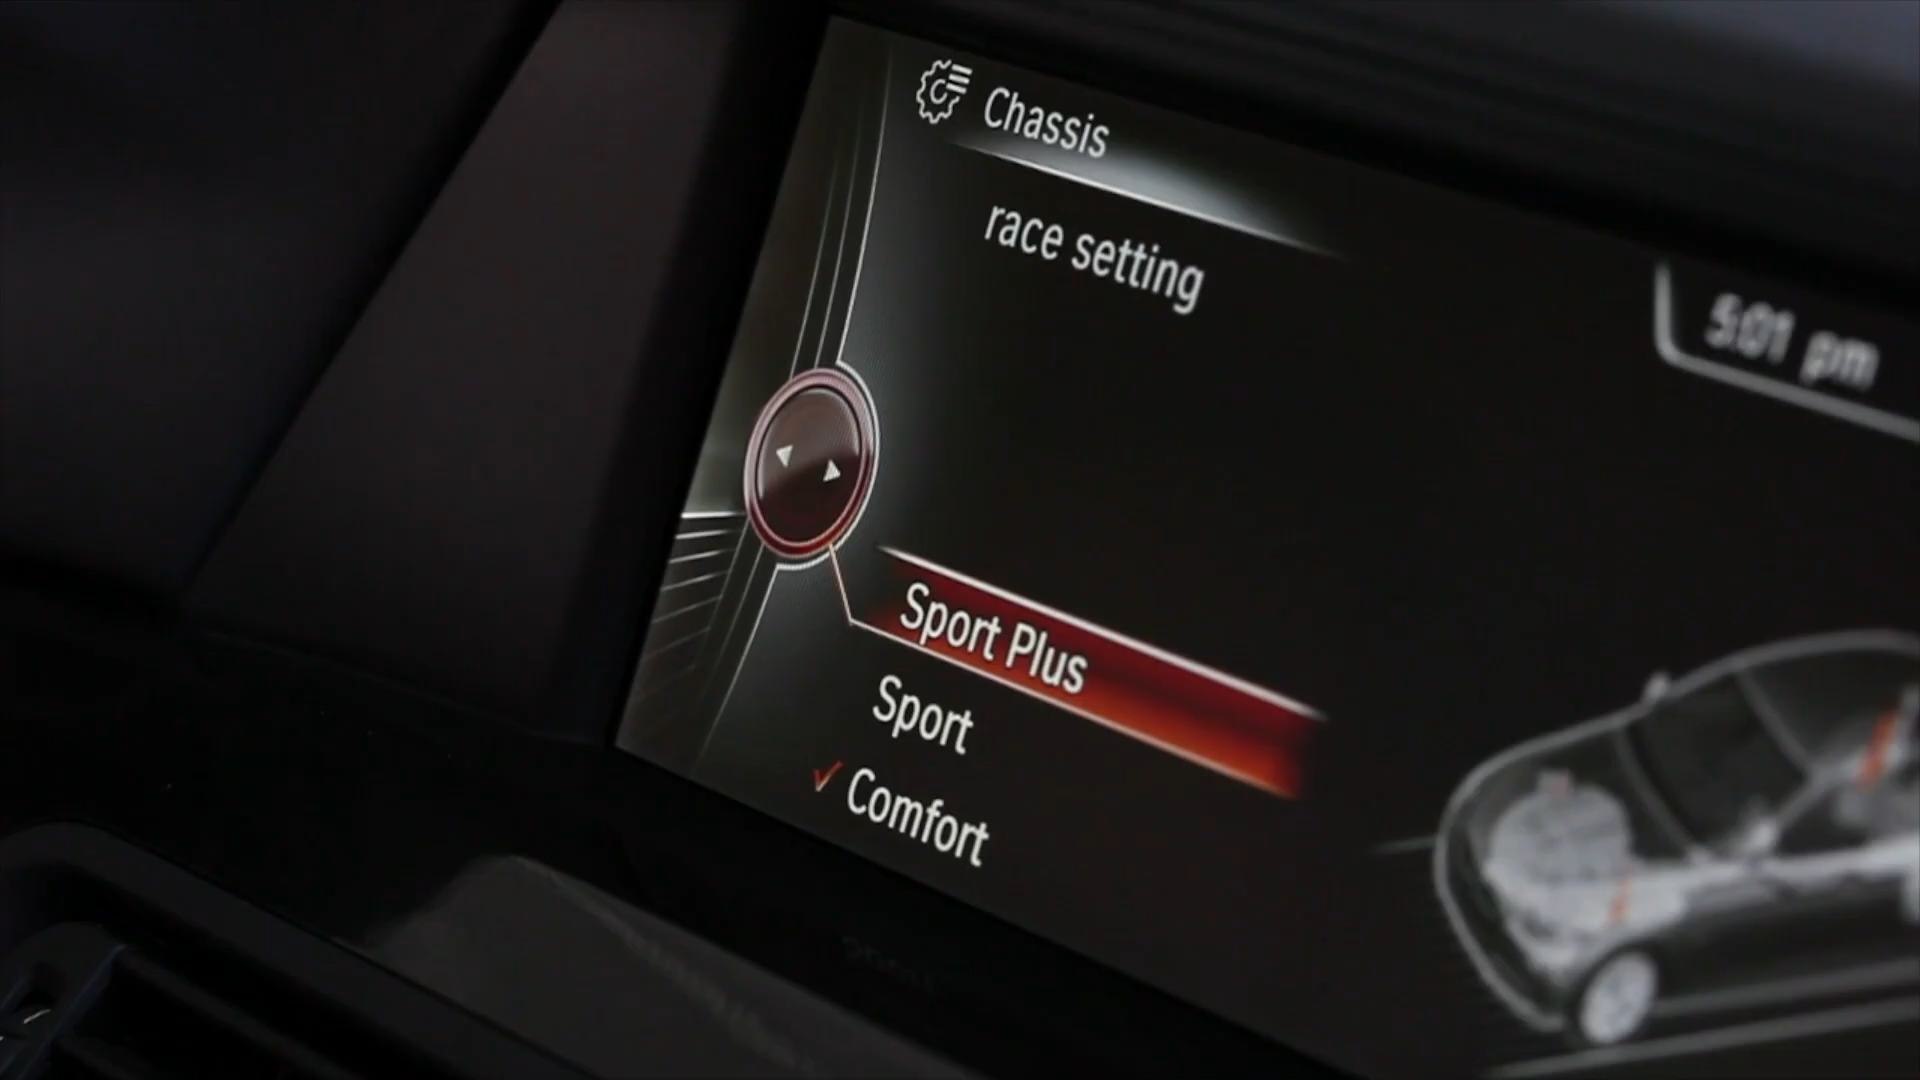 Chassis
race setting
5:01 pm
Sport Plus
Sport
Comfort